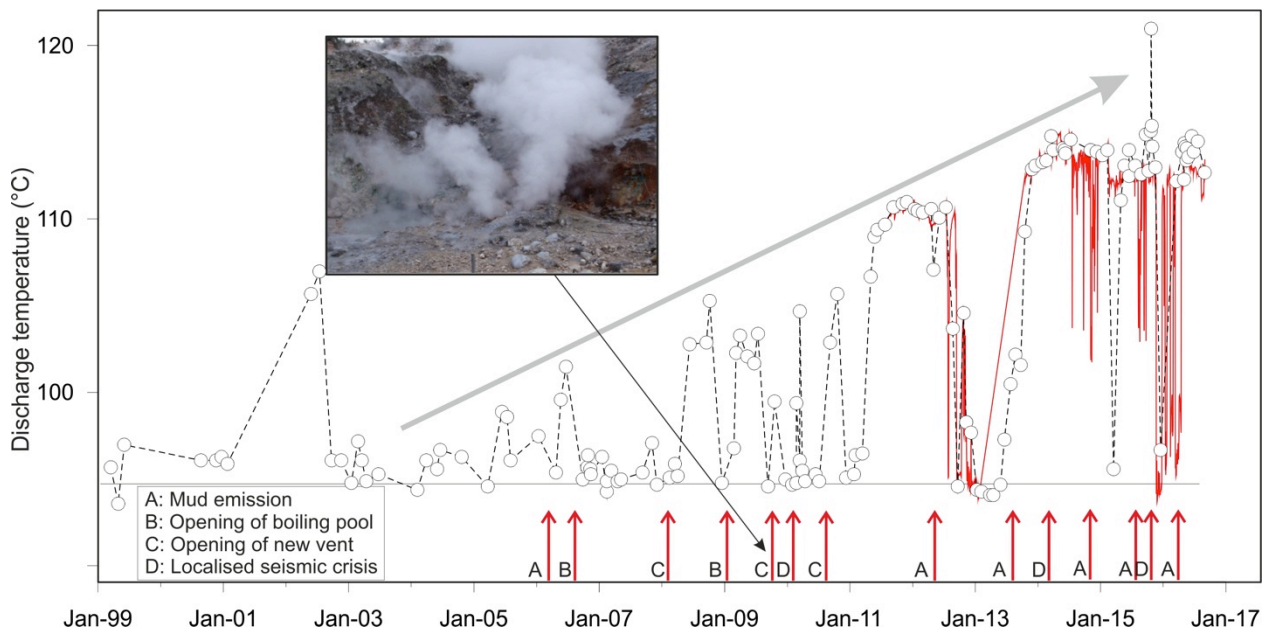 120
110
100
Discharge temperature (°C)
A: Mud emission
B: Opening of boiling pool
C: Opening of new vent
D: Localised seismic crisis
A B C B C D C A A D A A D A
Jan-99 Jan-01 Jan-03 Jan-05 Jan-07 Jan-09 Jan-11 Jan-13 Jan-15 Jan-17